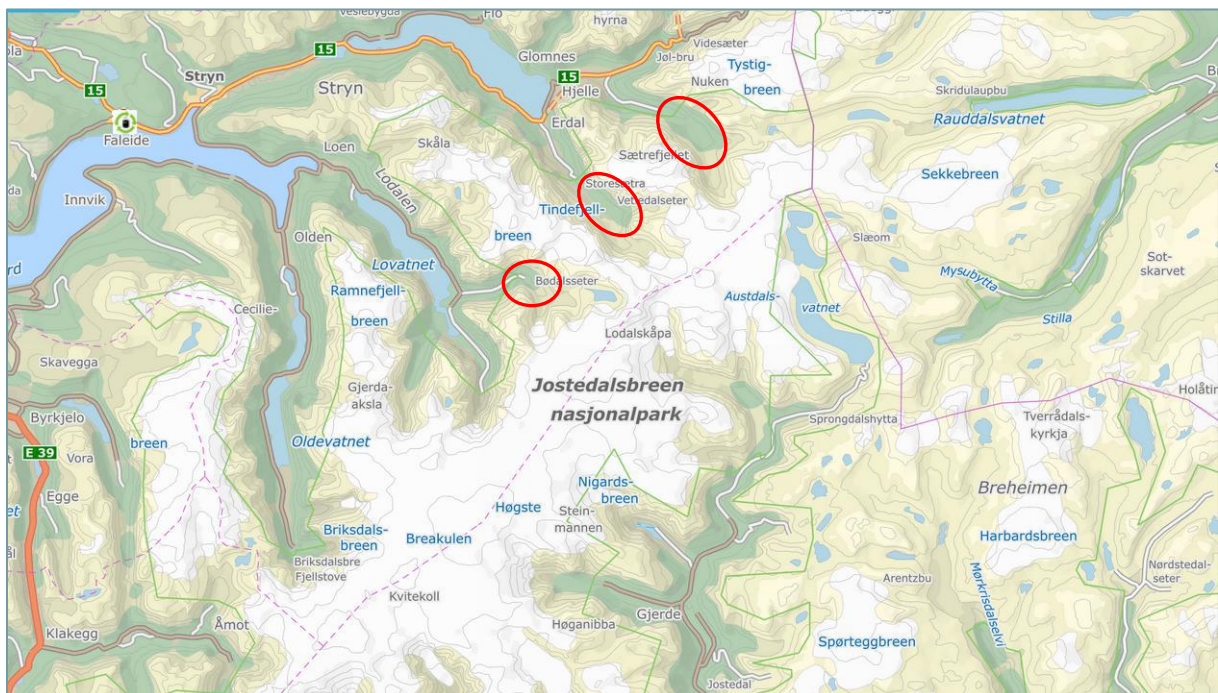 Veslebygda
Flo
hyrna
Videsæter
Jøl-bru
Glomnes
Tystig-
breen
Nuken
15
Stryn
Stryn
15
15
Hjelle
Skridulaupbu
Rauddalsvatnet
Faleide
Erdal
Skåla
Loen
Sætrefjellet
Lodalen
Sekkebreen
Innvik
Storesetra
Vetledalseter
Tindefjell-
breen
Olden
Slæom
Sot-
skarvet
Lovatnet
Mysubytta
Bødalsseter
Ramnefjell-
breen
Austdals-
vatnet
Cecilie-
Stilla
Lodalskåpa
Skavegga
Gjerda-
aksla
Jostedalsbreen
nasjonalpark
Holåtin
Byrkjelo
Sprongdalshytta
Tverrådals-
kyrkja
breen
Oldevatnet
E 39
Vora
Nigards-
breen
Breheimen
Egge
Høgste
Stein-
mannen
Briksdals-
breen
Breakulen
Harbardsbreen
Briksdalsbre
Fjellstove
Nørdstedal-
seter
Arentzbu
Mørkrisdalselvi
Kvitekoll
Gjerde
Klakegg
Åmot
Høganibba
Spørteggbreen
Jostedal